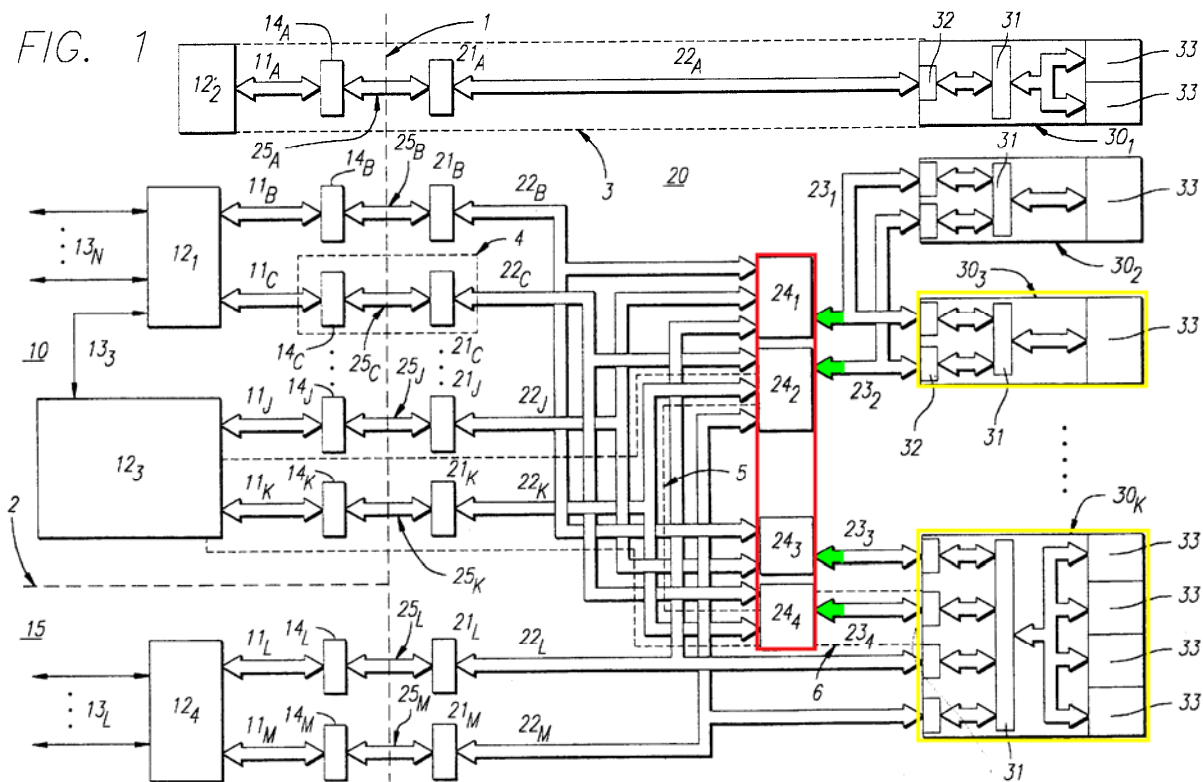 FIG. 1
14A
1
11A
21A
22A
32
31
33
12'2
33
25A
3
20
301
14B
25B
21B
22B
11B
231
31
33
121
13N
4
302
11C
22C
303
241
33
10
133
14C
25C
21C
242
232
32
31
11J
14J
25J
21J
22J
123
5
11K
14K
21K
22K
30K
2
25K
243
233
33
244
33
15
11L
14L
25L
21L
22L
234
33
6
13L
124
11M
14M
25M
21M
22M
33
31